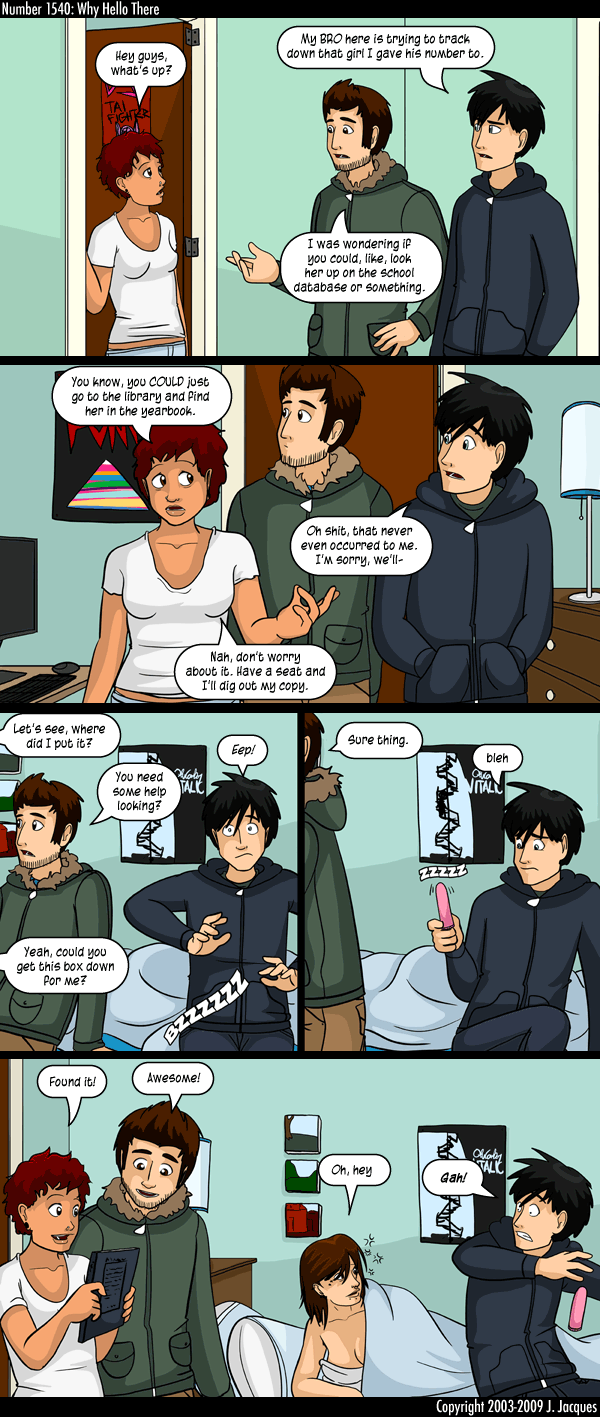 Number 1540: Why Hello There
Hey guys,
what's up?
My BRO here is trying to track
down that girl I gave his number to.
TAI
FIGHTER
I was wondering if
you could, like, look
her up on the school
database or something.
You know, you COULD just
go to the library and find
her in the yearbook.
Oh shit, that never
even occurred to me.
I'm sorry, we'll-
Nah, don't worry
about it. Have a seat and
I'll dig out my copy.
Let's see, where
did I put it?
You need
some help
looking?
Eep!
Yeah, could you
get this box down
for me?
BZZZZZZ
Sure thing.
bleh
VITALIC
ZZZZZ
Found it!
Awesome!
Oh, hey
Gah!
Copyright 2003-2009 J. Jacques